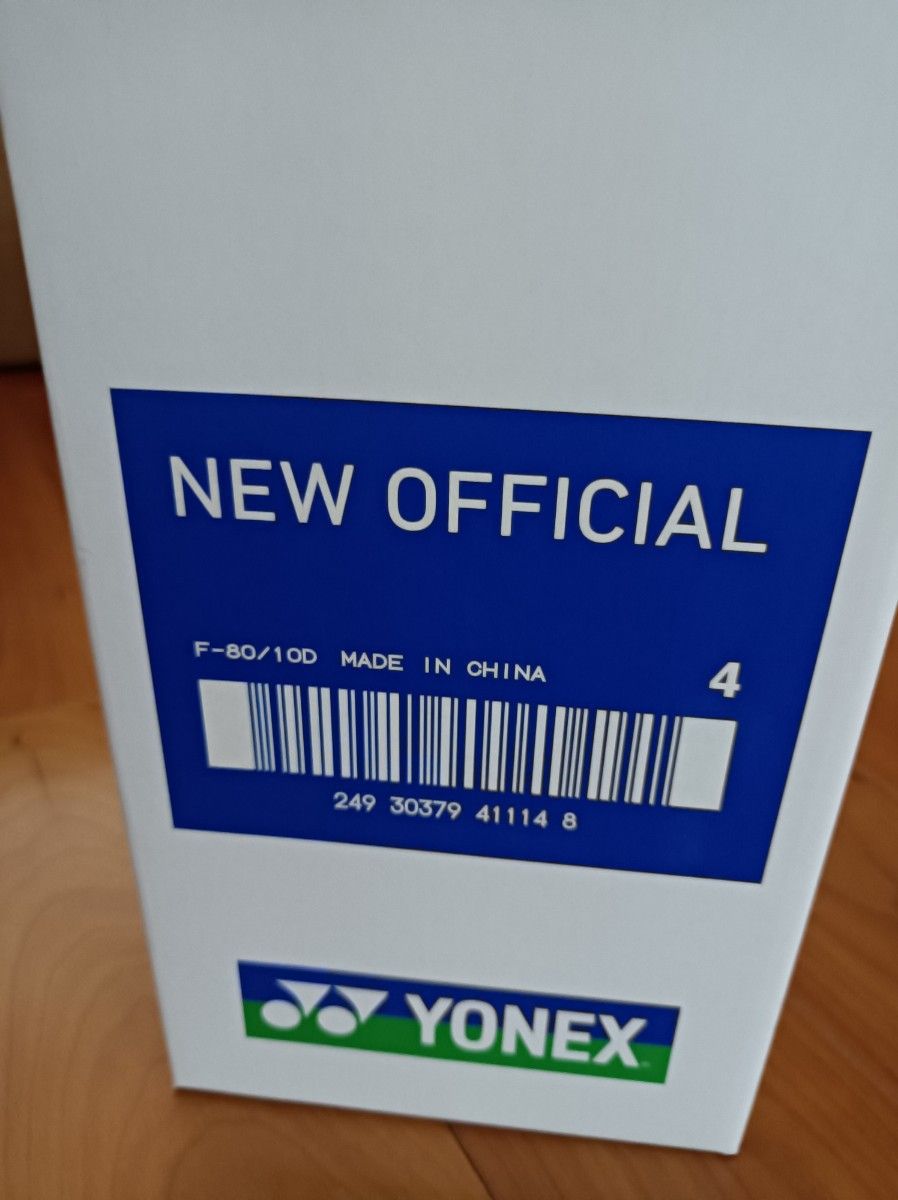 NEW OFFICIAL
F-80/10D MADE IN CHINA
4
249 30379 41114 8
YONEX